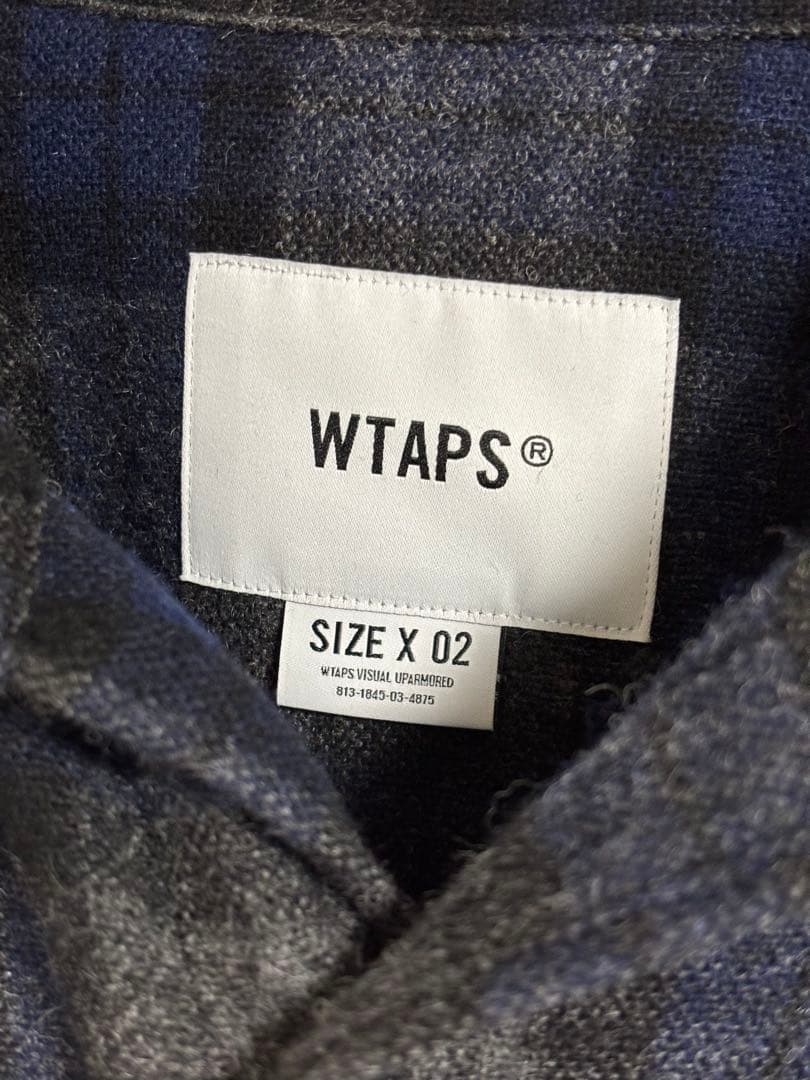 WTAPS®
SIZE X 02
WTAPS VISUAL UPARMORED
813-1845-03-4875